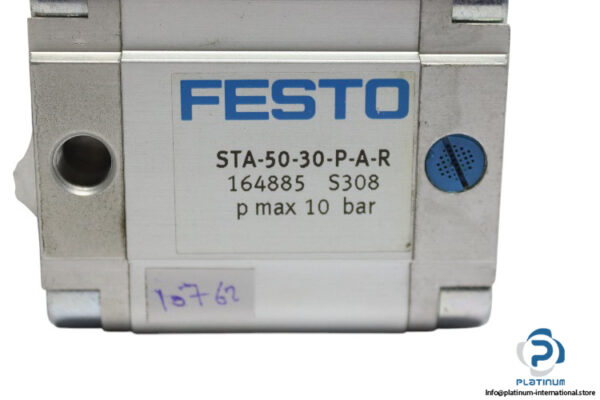 FESTO
STA-50-30-P-A-R
164885 S308
p max 10 bar
10762
PLATINUM
Info@platinum-international.store